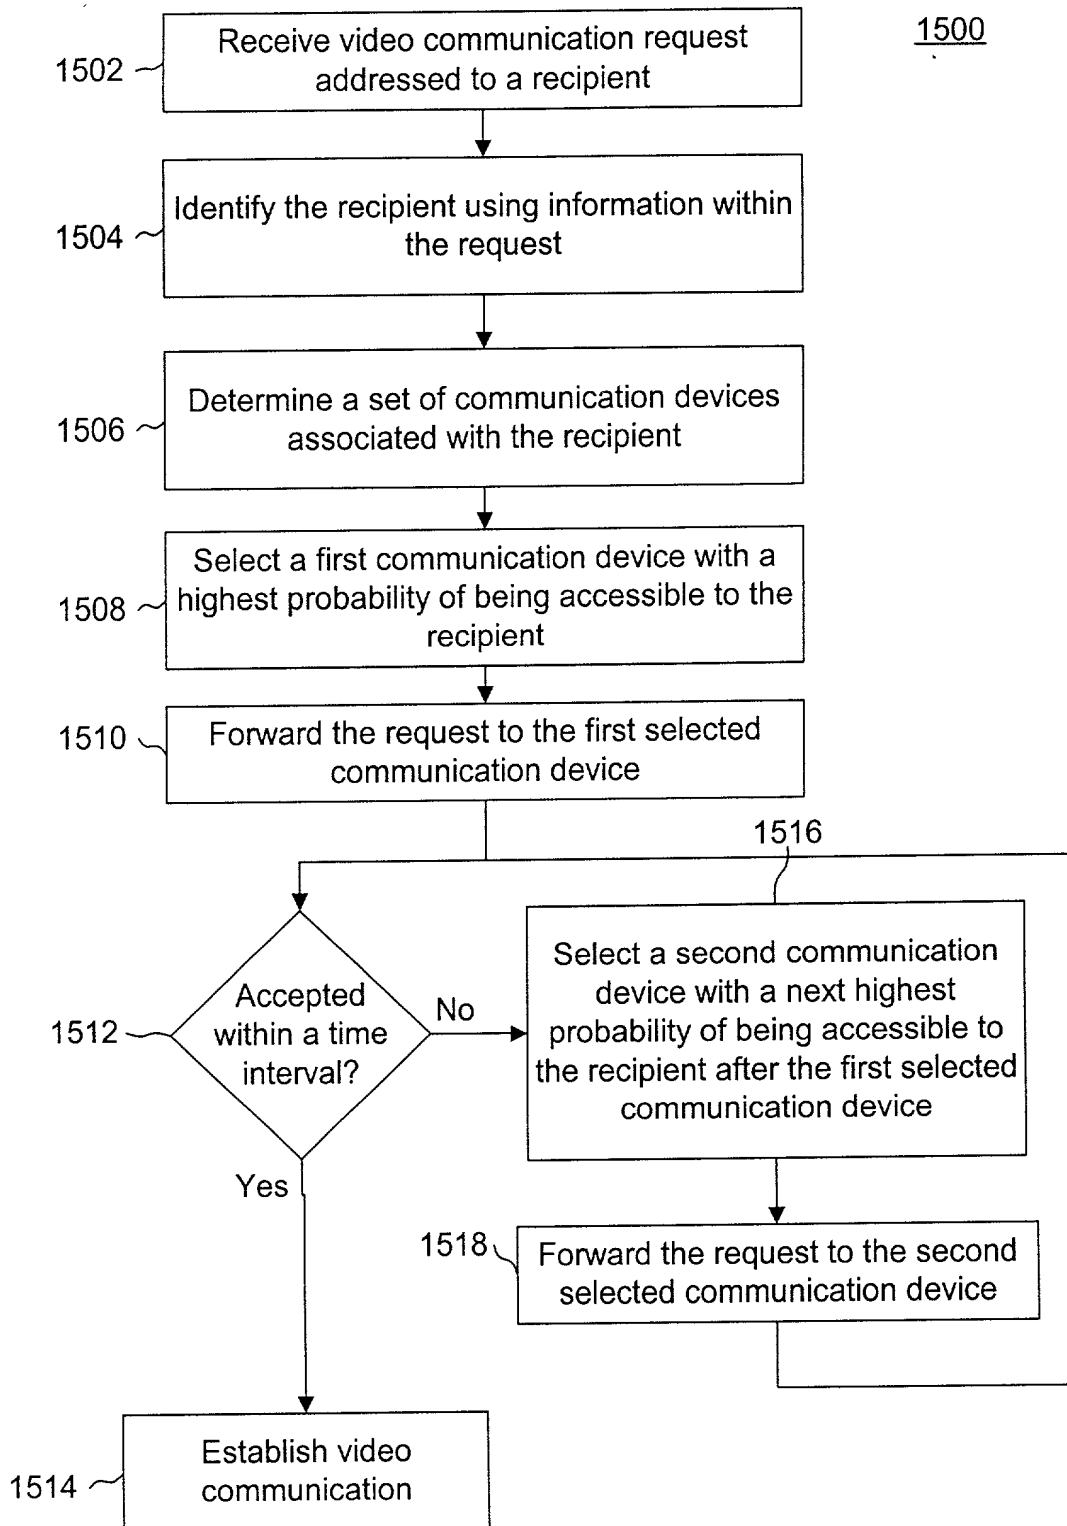 1500
1502
Receive video communication request
addressed to a recipient
1504
Identify the recipient using information within
the request
1506
Determine a set of communication devices
associated with the recipient
1508
Select a first communication device with a
highest probability of being accessible to the
recipient
1510
Forward the request to the first selected
communication device
1512
Accepted
within a time
interval?
No
Yes
1516
Select a second communication
device with a next highest
probability of being accessible to
the recipient after the first selected
communication device
1518
Forward the request to the second
selected communication device
1514
Establish video
communication